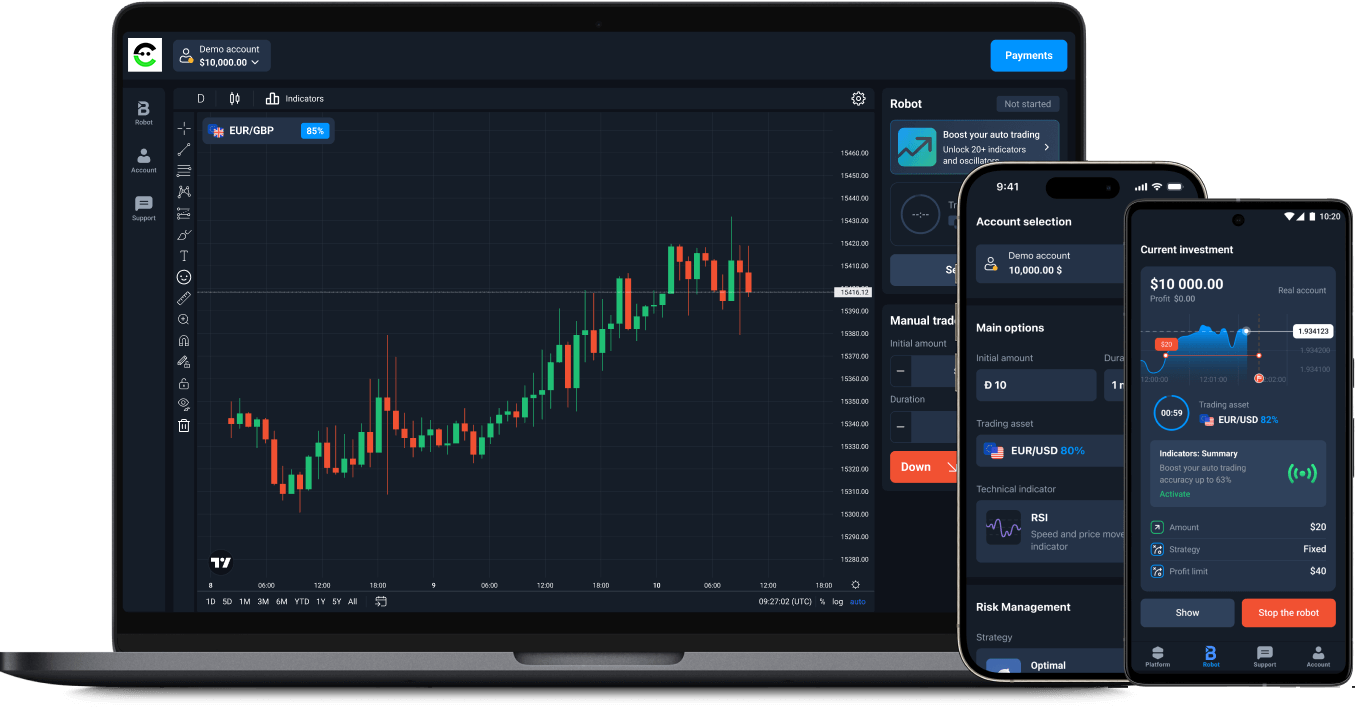 Demo account
$10,000.00
Payments
Robot
Account
Support
D
Indicators
EUR/GBP
85%
T
15460.00
15450.00
15440.00
15430.00
15420.00
15410.00
15416.12
15390.00
15380.00
15370.00
15360.00
15350.00
15340.00
15330.00
15320.00
15310.00
15300.00
15290.00
15280.00
8
06:00
12:00
18:00
9
06:00
12:00
18:00
10
06:00
12:00
18:00
1D 5D 1M 3M 6M YTD 1Y 5Y All
09:27:02 (UTC) % log auto
Robot
Not started
Boost your auto trading
Unlock 20+ indicators
and oscillators
--:--
Manual trad
Initial amount
Duration
Down
9:41
Account selection
Demo account
10,000.00 $
Main options
Initial amount
Đ 10
Trading asset
EUR/USD 80%
Technical indicator
RSI
Speed and price move
indicator
Risk Management
Strategy
Optimal
10:20
Current investment
$10 000.00
Profit $0.00
Real account
$20
1.934123
1.934200
1.934100
12:00:00
12:01:00
00:59
Trading asset
EUR/USD 82%
Indicators: Summary
Boost your auto trading
accuracy up to 63%
Activate
Amount
$20
Strategy
Fixed
Profit limit
$40
Show
Stop the robot
Platform
Robot
Support
Account